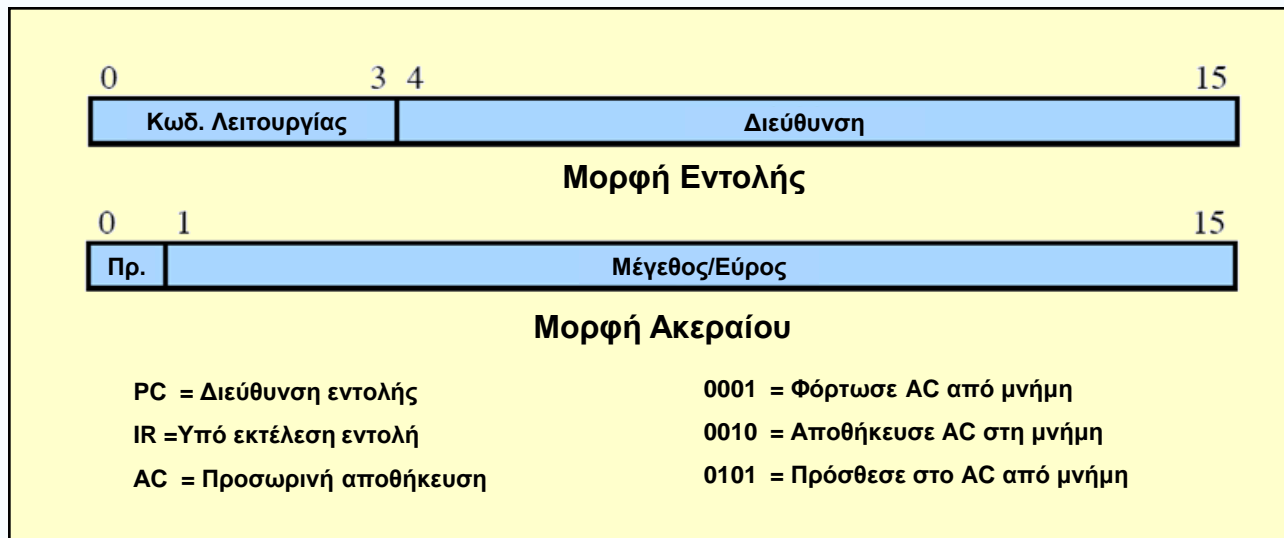 0 3 4 15
Κωδ. Λειτουργίας Διεύθυνση
Μορφή Εντολής
0 1 15
Πρ. Μέγεθος/Εύρος
Μορφή Ακεραίου
PC = Διεύθυνση εντολής 0001 = Φόρτωσε AC από μνήμη
IR =Υπό εκτέλεση εντολή 0010 = Αποθήκευσε AC στη μνήμη
AC = Προσωρινή αποθήκευση 0101 = Πρόσθεσε στο AC από μνήμη